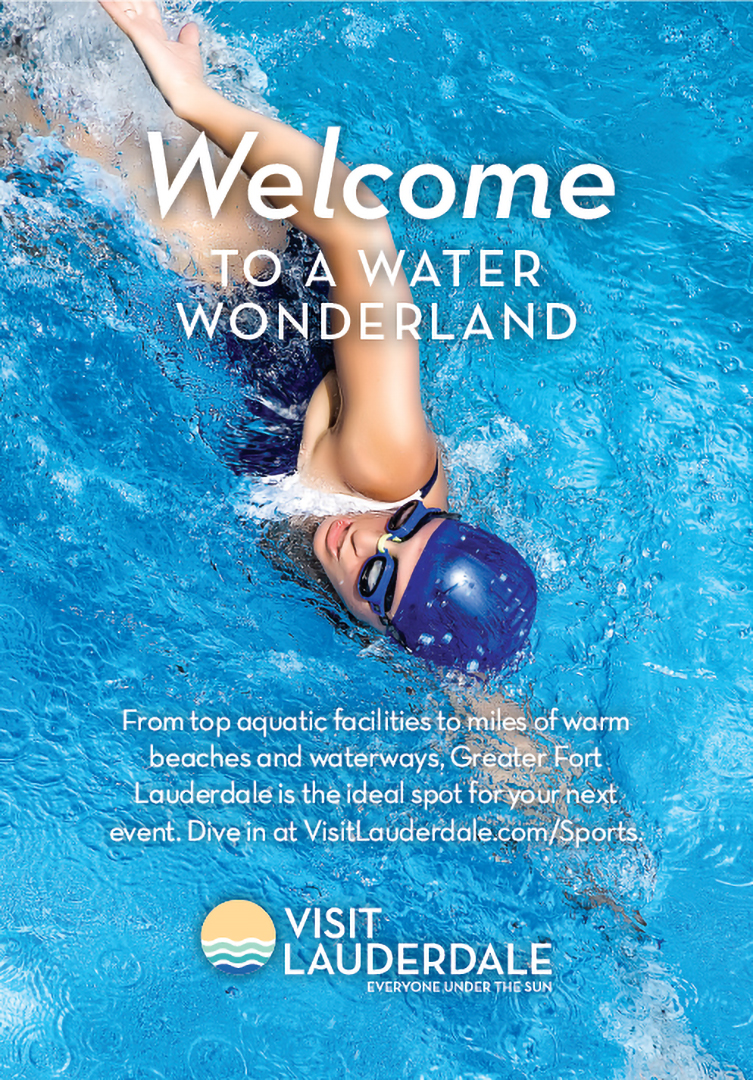 Welcome
TO A WATER
WONDERLAND
From top aquatic facilities to miles of warm
beaches and waterways, Greater Fort
Lauderdale is the ideal spot for your next
event. Dive in at VisitLauderdale.com/Sports.
VISIT
LAUDERDALE
EVERYONE UNDER THE SUN